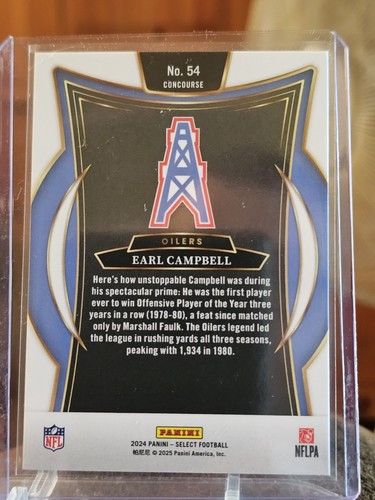 No. 54
CONCOURSE
OILERS
EARL CAMPBELL
Here's how unstoppable Campbell was during
his spectacular prime: He was the first player
ever to win Offensive Player of the Year three
years in a row (1978-80), a feat since matched
only by Marshall Faulk. The Oilers legend led
the league in rushing yards all three seasons,
peaking with 1,934 in 1980.
PANINI
NFL
2024 PANINI - SELECT FOOTBALL
帕尼尼 © 2025 Panini America, Inc.
NFLPA